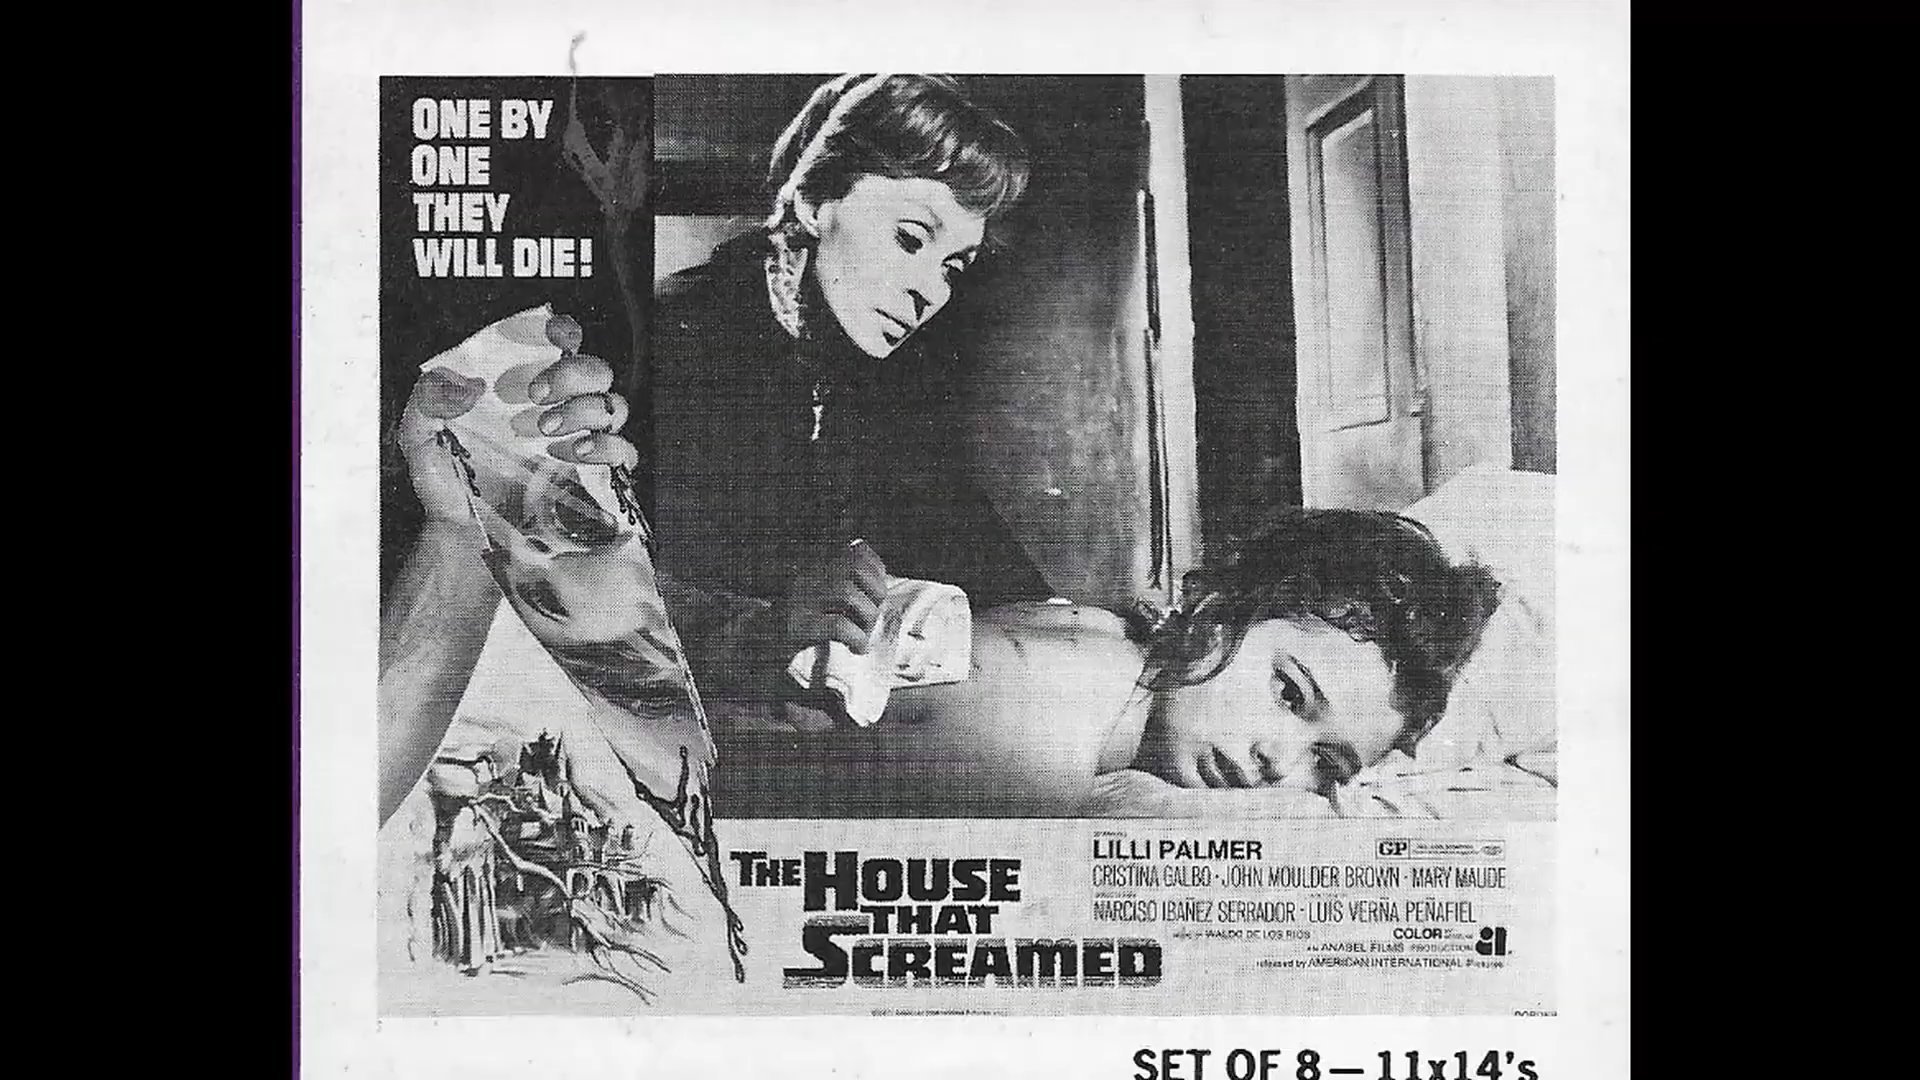 ONE BY
ONE
THEY
WILL DIE!
THE HOUSE
THAT
SCREAMED
LILLI PALMER
GP
CRISTINA GALBO · JOHN MOULDER BROWN · MARY MAUDE
NARCISO IBAÑEZ SERRADOR · LUIS VERÑA PEÑAFIEL
WALDO DE LOS RIOS
COLOR
AN ANABEL FILMS PRODUCTION
released by AMERICAN INTERNATIONAL Pictures
SET OF 8—11x14's